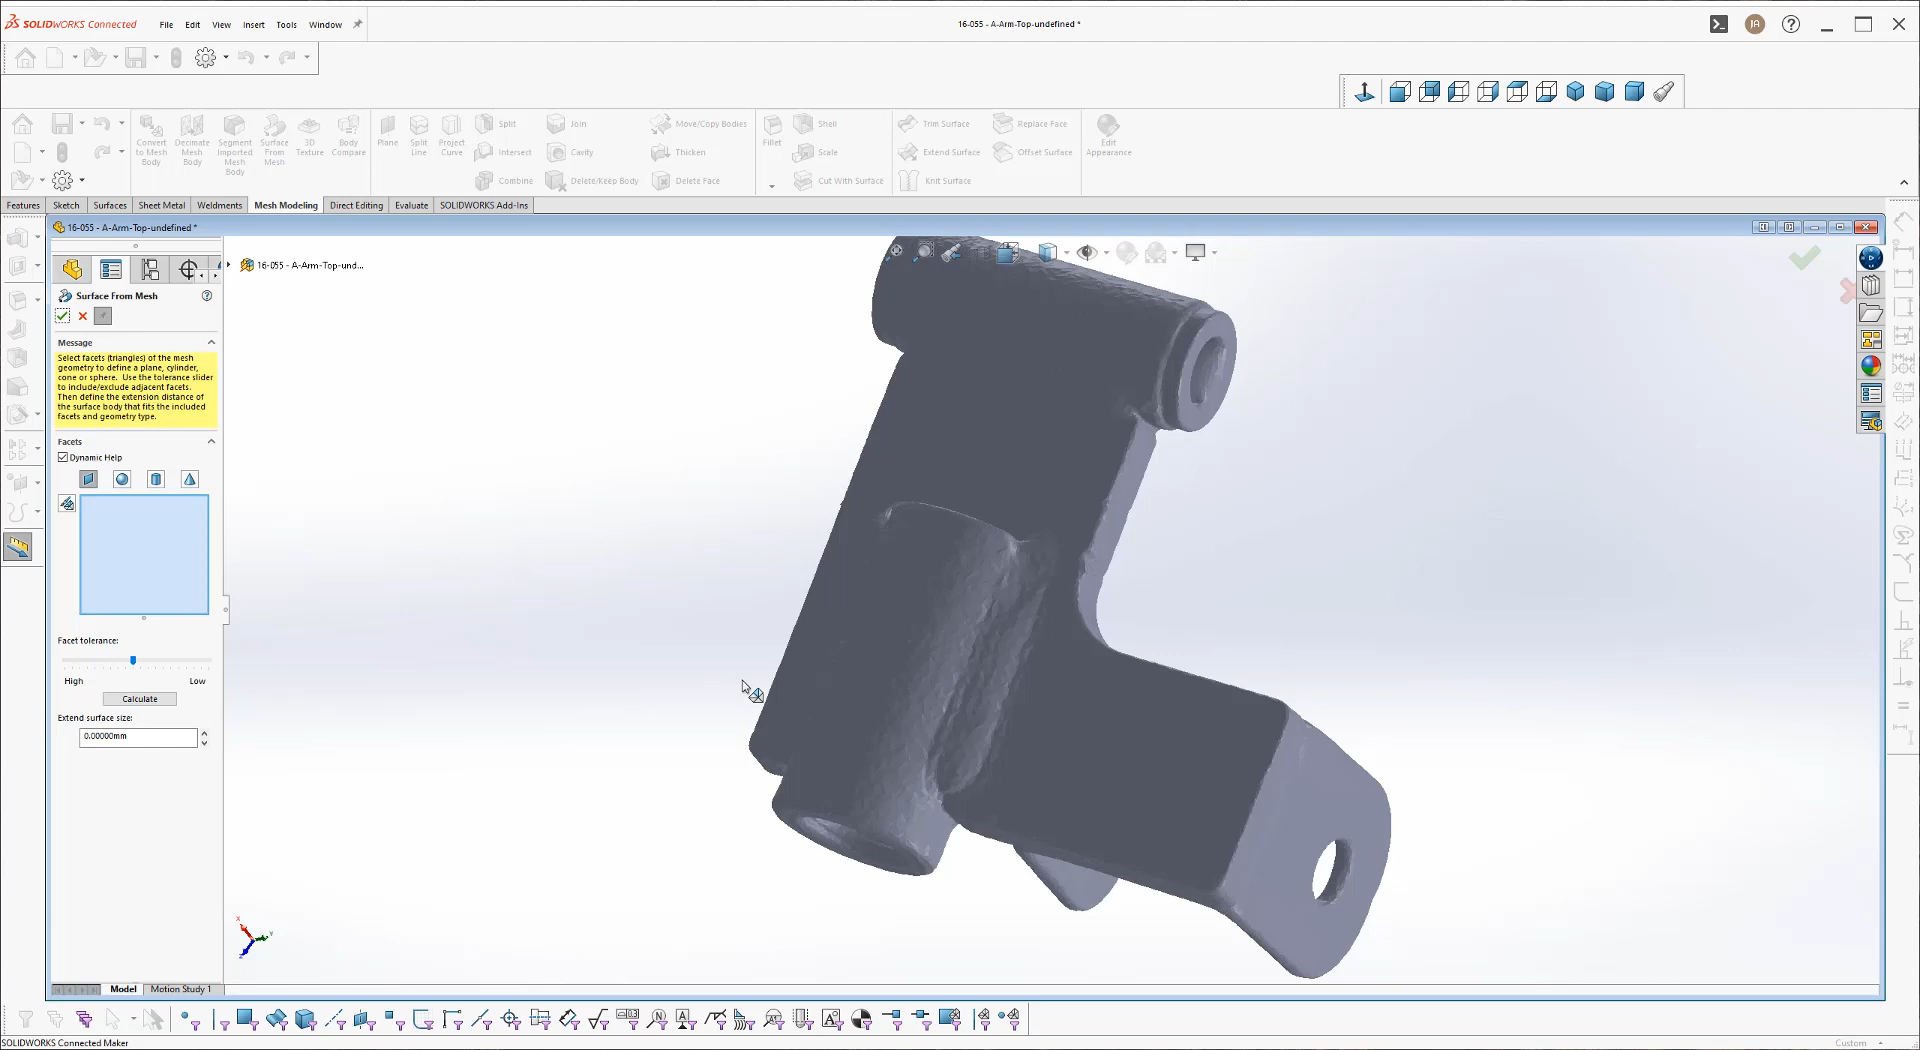 SOLIDWORKS Connected File Edit View Insert Tools Window
16-055 - A-Arm-Top-undefined *
IA
Convert to Mesh Body
Decimate Mesh Body
Segment Imported Mesh Body
Surface From Mesh
3D Texture
Body Compare
Plane
Split Line
Project Curve
Split Join Move/Copy Bodies
Intersect Cavity Thicken
Combine Delete/Keep Body Delete Face
Fillet
Shell
Scale
Cut With Surface
Trim Surface Replace Face
Extend Surface Offset Surface
Knit Surface
Edit Appearance
Features Sketch Surfaces Sheet Metal Weldments Mesh Modeling Direct Editing Evaluate SOLIDWORKS Add-Ins
16-055 - A-Arm-Top-undefined *
16-055 - A-Arm-Top-und...
Surface From Mesh
Message
Select facets (triangles) of the mesh
geometry to define a plane, cylinder,
cone or sphere. Use the tolerance slider
to include/exclude adjacent facets.
Then define the extension distance of
the surface body that fits the included
facets and geometry type.
Facets
Dynamic Help
Facet tolerance:
High Low
Calculate
Extend surface size:
0.00000mm
X Y Z
Model Motion Study 1
SOLIDWORKS Connected Maker
Custom